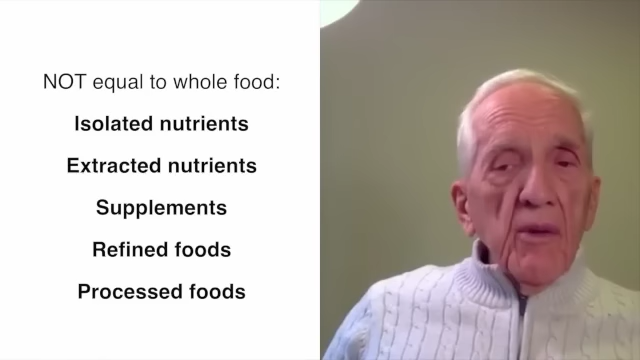 NOT equal to whole food:
Isolated nutrients
Extracted nutrients
Supplements
Refined foods
Processed foods